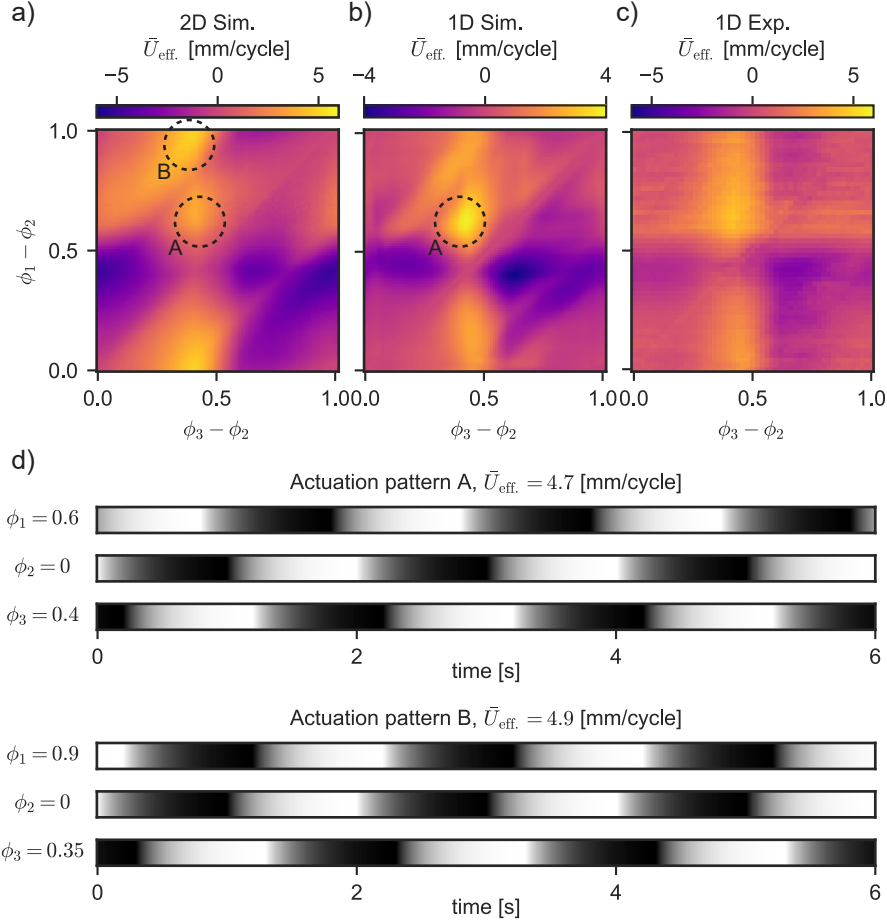 a)
2D Sim.
Ū_eff. [mm/cycle]
−5 0 5
b)
1D Sim.
Ū_eff. [mm/cycle]
−4 0 4
c)
1D Exp.
Ū_eff. [mm/cycle]
−5 0 5
1.0
0.5
0.0
ϕ₁ − ϕ₂
B
A
A
0.0 0.5 1.0
0.0 0.5 1.0
0.0 0.5 1.0
ϕ₃ − ϕ₂
ϕ₃ − ϕ₂
ϕ₃ − ϕ₂
d)
Actuation pattern A, Ū_eff. = 4.7 [mm/cycle]
ϕ₁ = 0.6
ϕ₂ = 0
ϕ₃ = 0.4
0 2 4 6
time [s]
Actuation pattern B, Ū_eff. = 4.9 [mm/cycle]
ϕ₁ = 0.9
ϕ₂ = 0
ϕ₃ = 0.35
0 2 4 6
time [s]